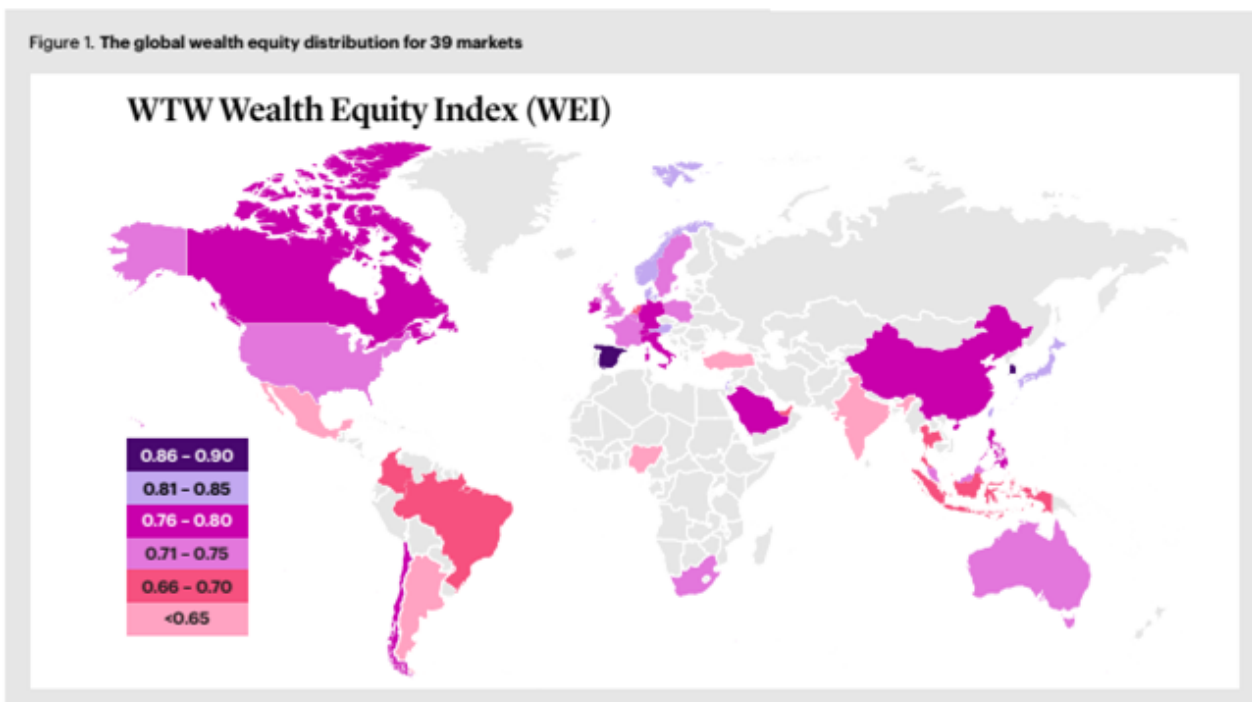 Figure 1. The global wealth equity distribution for 39 markets
WTW Wealth Equity Index (WEI)
0.86 – 0.90
0.81 – 0.85
0.76 – 0.80
0.71 – 0.75
0.66 – 0.70
<0.65